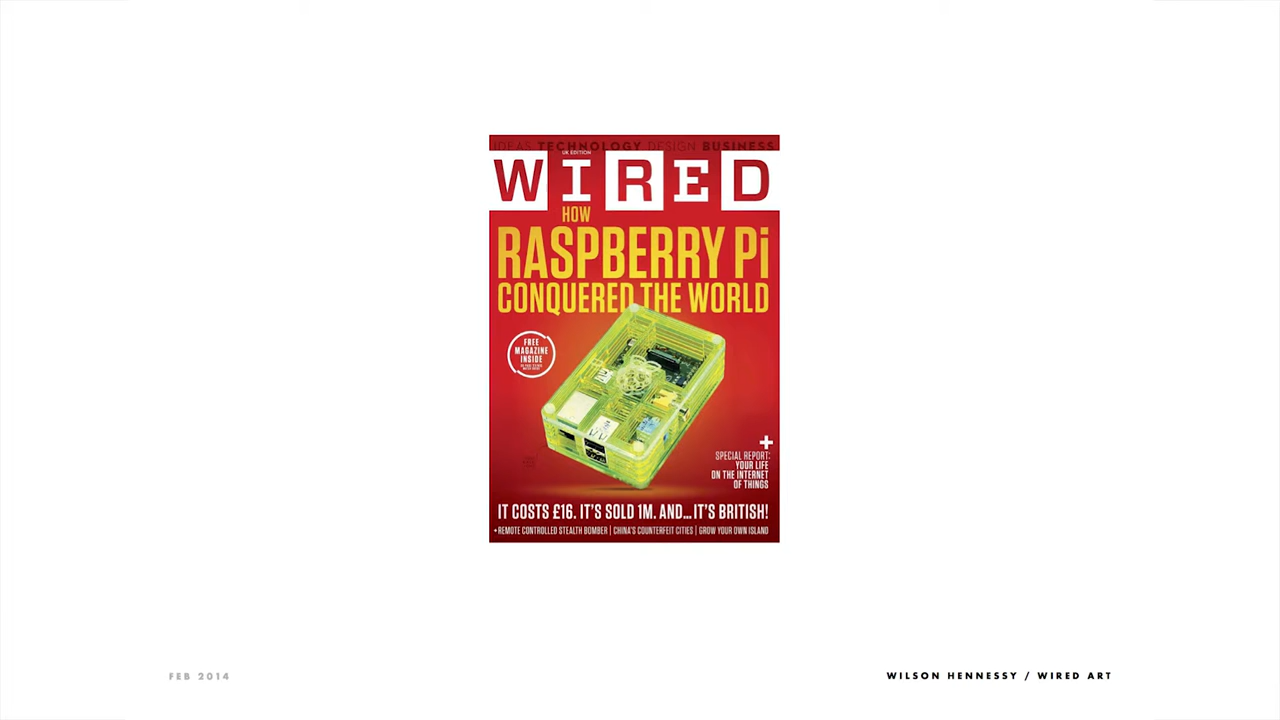 IDEAS TECHNOLOGY DESIGN BUSINESS
UK EDITION
WIRED
HOW
RASPBERRY Pi
CONQUERED THE WORLD
FREE
MAGAZINE
INSIDE
+
SPECIAL REPORT:
YOUR LIFE
ON THE INTERNET
OF THINGS
IT COSTS £16. IT'S SOLD 1M. AND... IT'S BRITISH!
+REMOTE CONTROLLED STEALTH BOMBER | CHINA'S COUNTERFEIT CITIES | GROW YOUR OWN ISLAND
FEB 2014
WILSON HENNESSY / WIRED ART